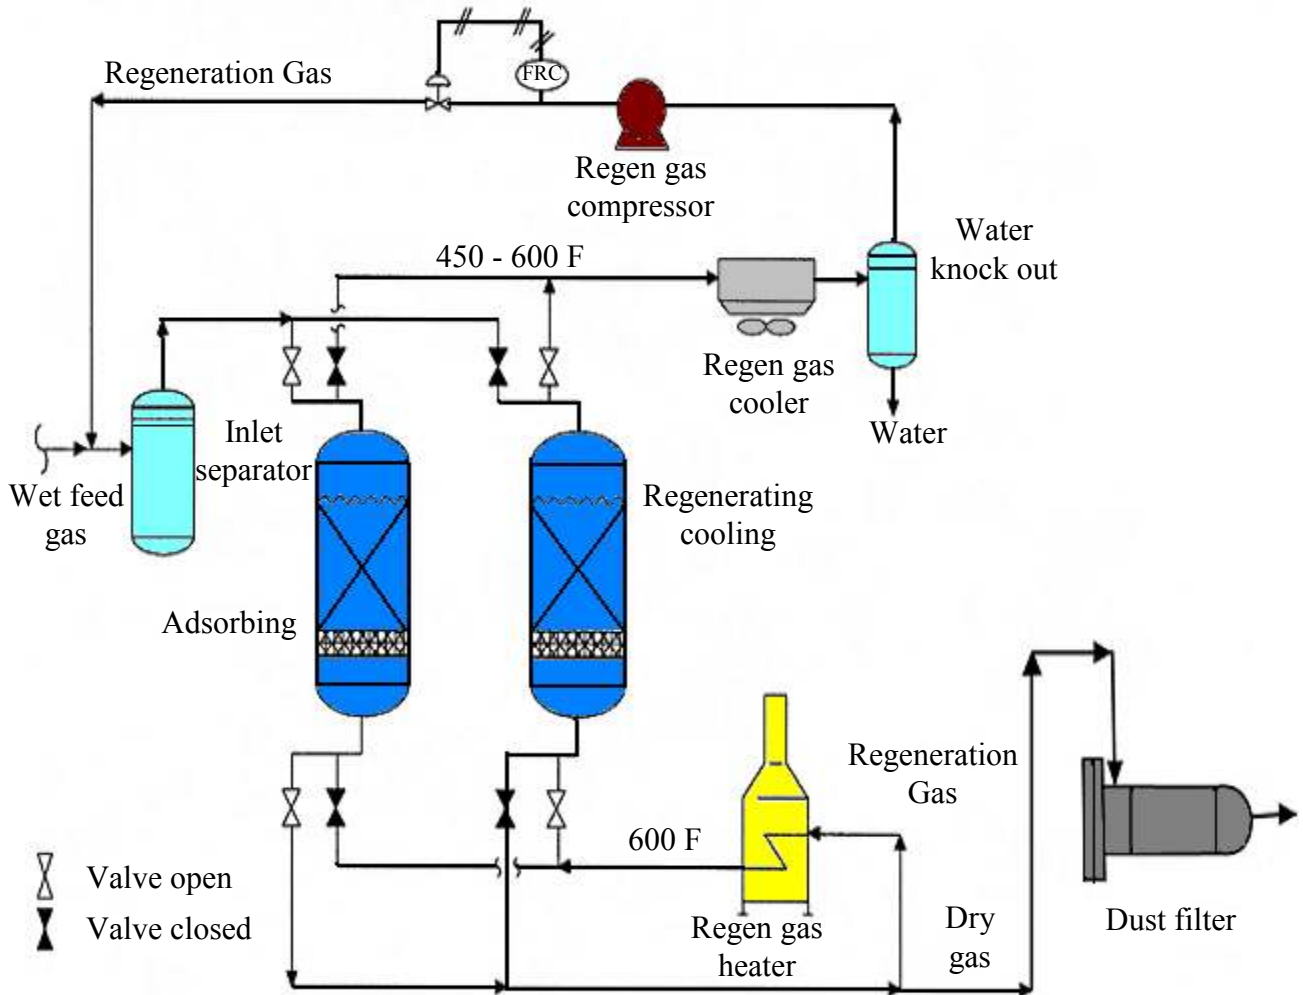 FRC
Regeneration Gas
Regen gas
compressor
Water
knock out
450 - 600 F
Regen gas
cooler
Water
Inlet
separator
Wet feed
gas
Regenerating
cooling
Adsorbing
Regeneration
Gas
600 F
Valve open
Valve closed
Regen gas
heater
Dry
gas
Dust filter